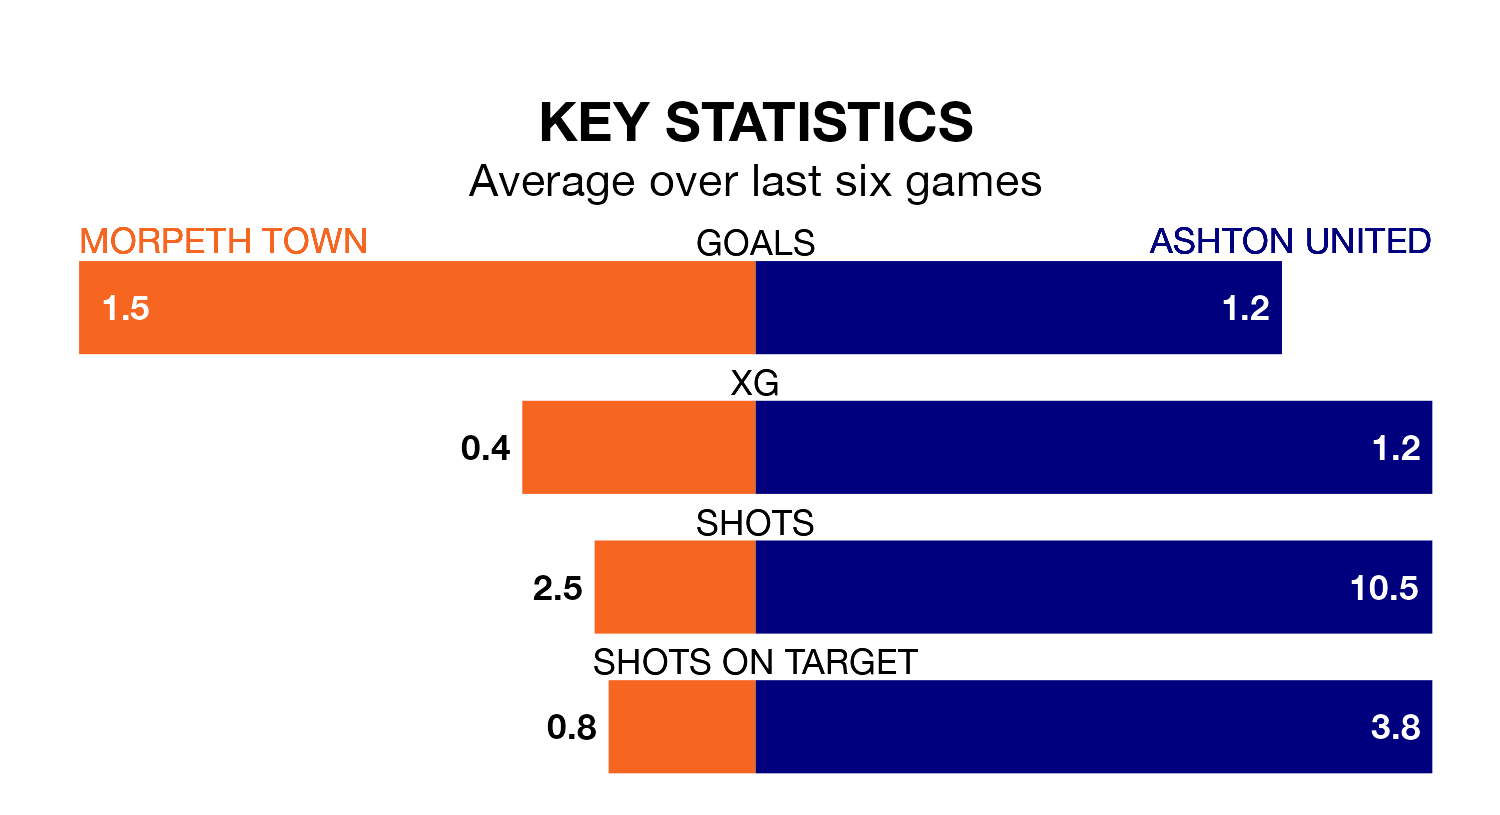 KEY STATISTICS
Average over last six games
MORPETH TOWN GOALS ASHTON UNITED
1.5 1.2
XG
0.4 1.2
SHOTS
2.5 10.5
SHOTS ON TARGET
0.8 3.8